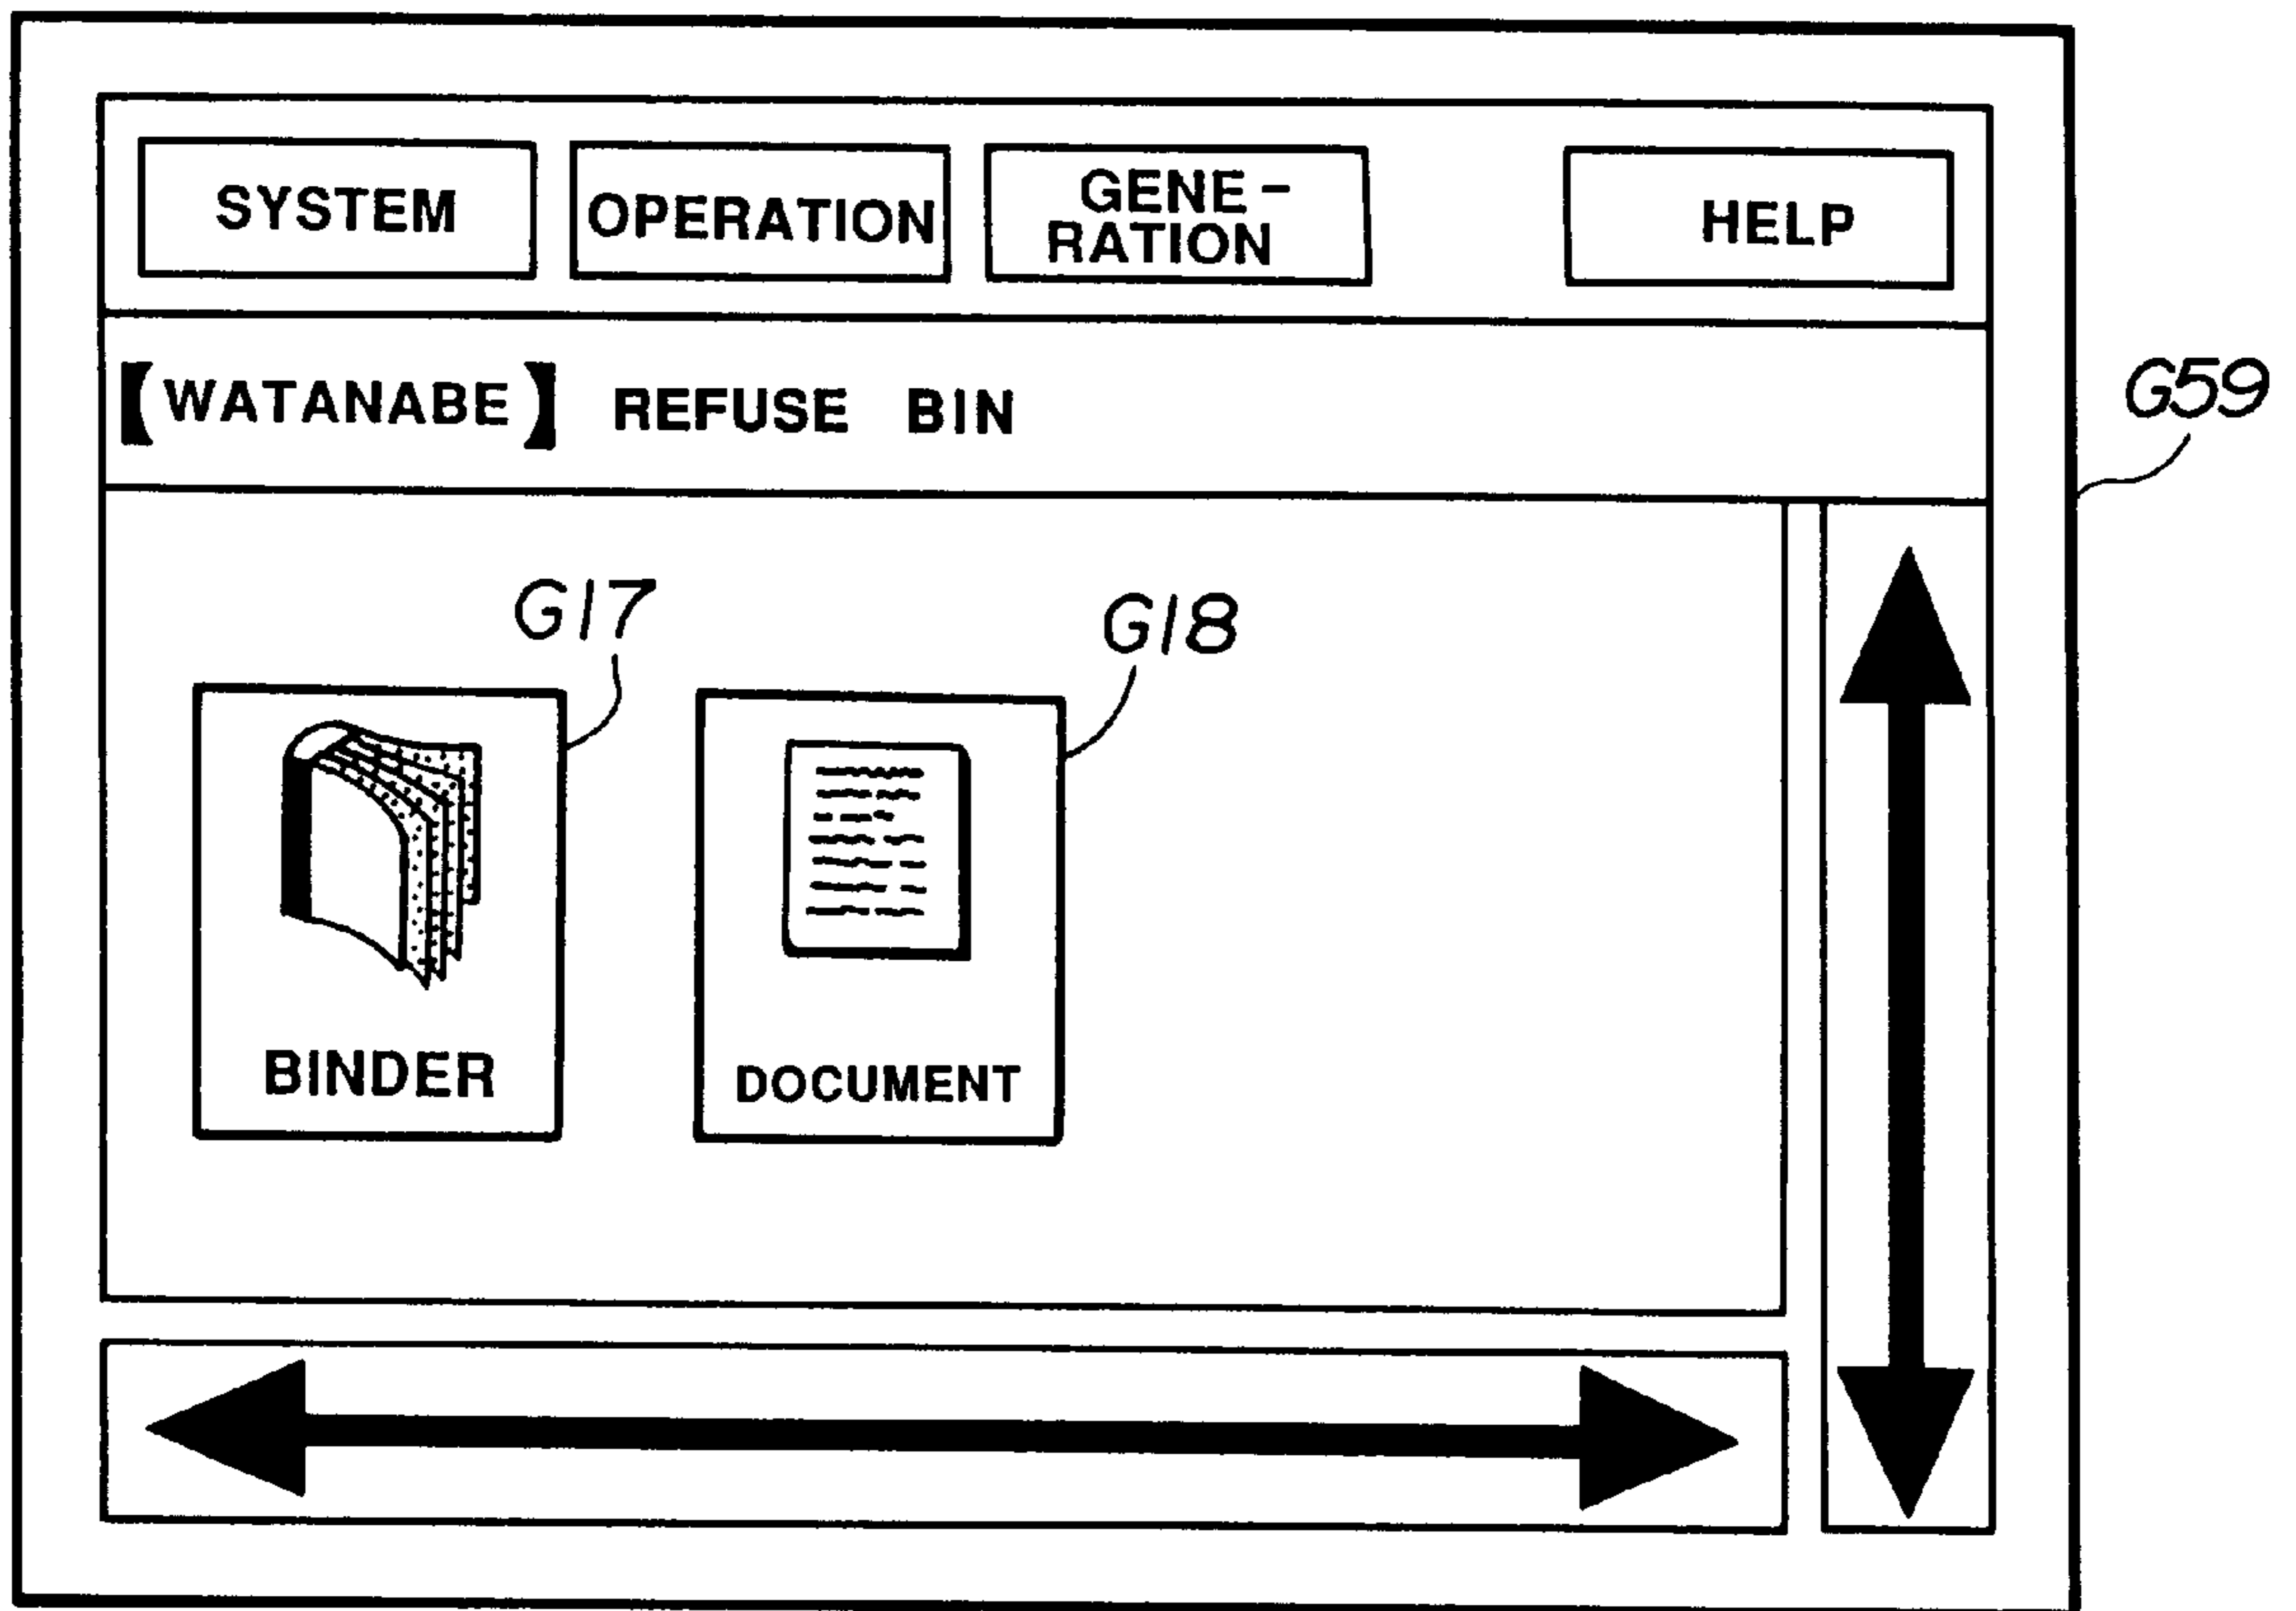 SYSTEM
OPERATION
GENE-
RATION
HELP
【WATANABE】 REFUSE BIN
G59
G17
G18
BINDER
DOCUMENT